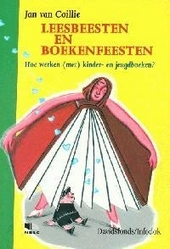 Jan van Coillie
LEESBEESTEN
EN
BOEKENFEESTEN
Hoe werken (met) kinder- en jeugdboeken?
Davidsfonds/Infodok